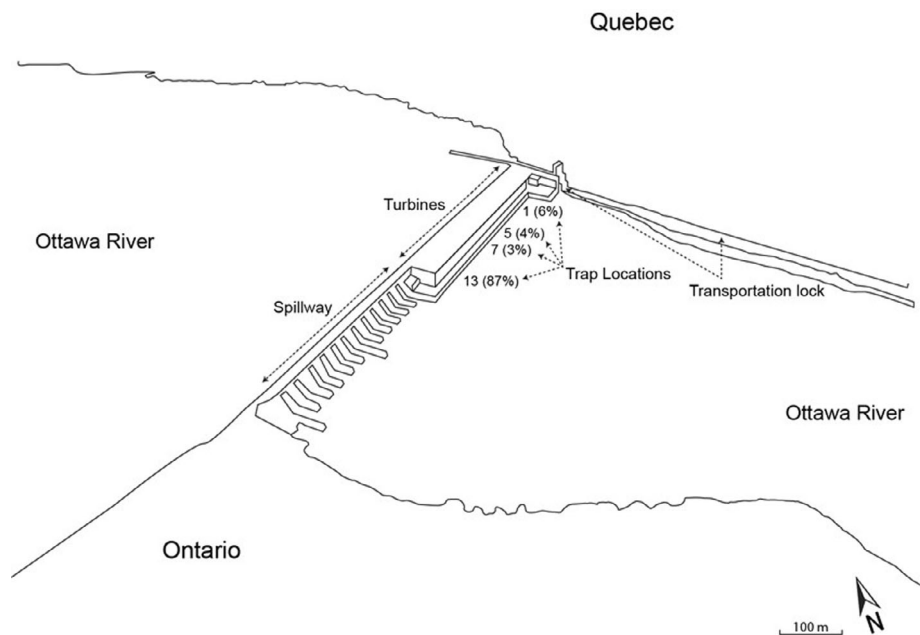 Quebec
Turbines
1 (6%)
Ottawa River
5 (4%)
7 (3%)
Trap Locations
13 (87%)
Transportation lock
Spillway
Ottawa River
Ontario
N
100 m